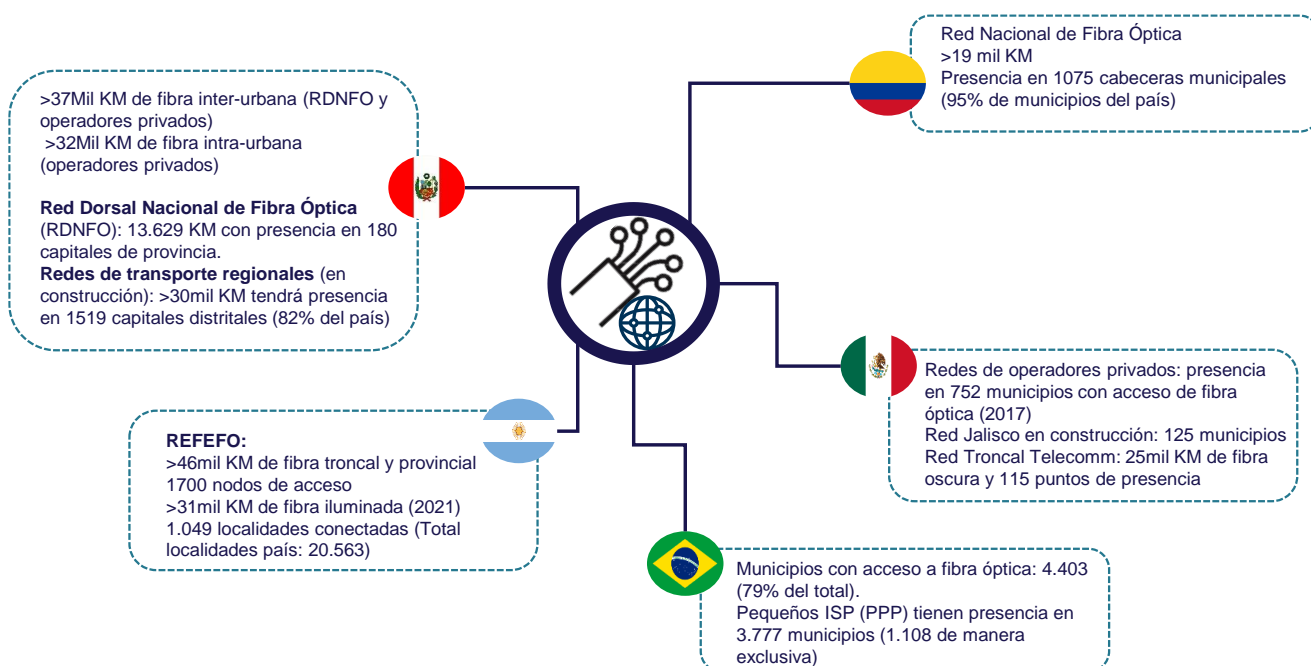 Red Nacional de Fibra Óptica
>19 mil KM
Presencia en 1075 cabeceras municipales
(95% de municipios del país)
>37Mil KM de fibra inter-urbana (RDNFO y
operadores privados)
>32Mil KM de fibra intra-urbana
(operadores privados)
Red Dorsal Nacional de Fibra Óptica
(RDNFO): 13.629 KM con presencia en 180
capitales de provincia.
Redes de transporte regionales (en
construcción): >30mil KM tendrá presencia
en 1519 capitales distritales (82% del país)
Redes de operadores privados: presencia
en 752 municipios con acceso de fibra
óptica (2017)
Red Jalisco en construcción: 125 municipios
Red Troncal Telecomm: 25mil KM de fibra
oscura y 115 puntos de presencia
REFEFO:
>46mil KM de fibra troncal y provincial
1700 nodos de acceso
>31mil KM de fibra iluminada (2021)
1.049 localidades conectadas (Total
localidades país: 20.563)
Municipios con acceso a fibra óptica: 4.403
(79% del total).
Pequeños ISP (PPP) tienen presencia en
3.777 municipios (1.108 de manera
exclusiva)